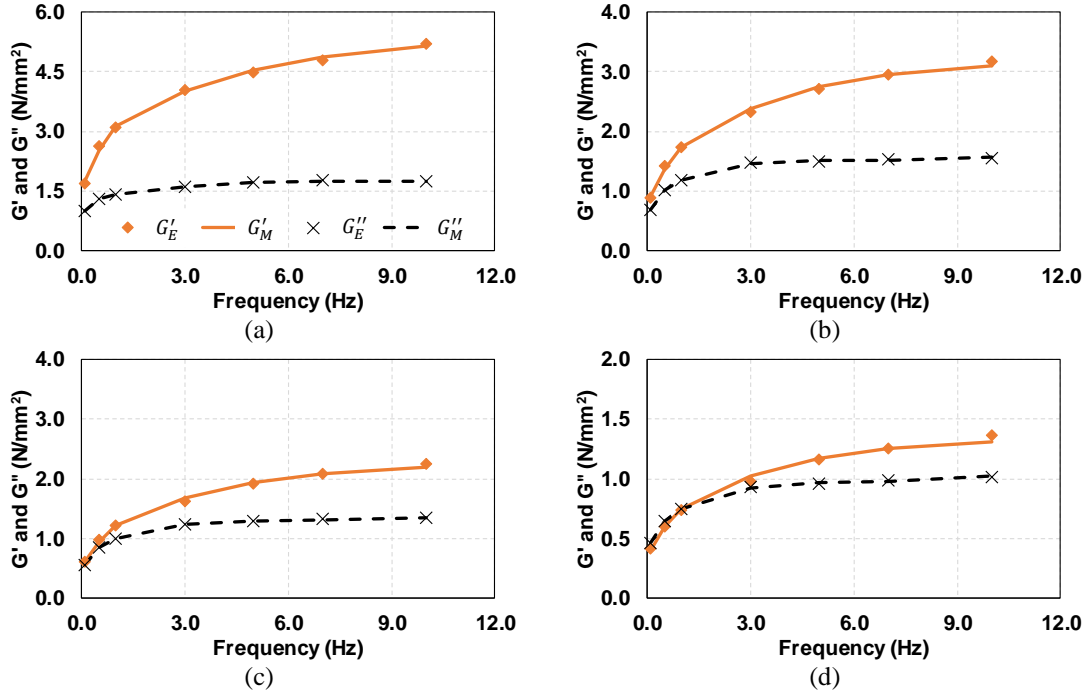 6.0
4.5
3.0
1.5
0.0
G' and G" (N/mm²)
G′_E G′_M G′′_E G′′_M
0.0 3.0 6.0 9.0 12.0
Frequency (Hz)
(a)
4.0
3.0
2.0
1.0
0.0
G' and G" (N/mm²)
0.0 3.0 6.0 9.0 12.0
Frequency (Hz)
(b)
4.0
3.0
2.0
1.0
0.0
G' and G" (N/mm²)
0.0 3.0 6.0 9.0 12.0
Frequency (Hz)
(c)
2.0
1.5
1.0
0.5
0.0
G' and G" (N/mm²)
0.0 3.0 6.0 9.0 12.0
Frequency (Hz)
(d)